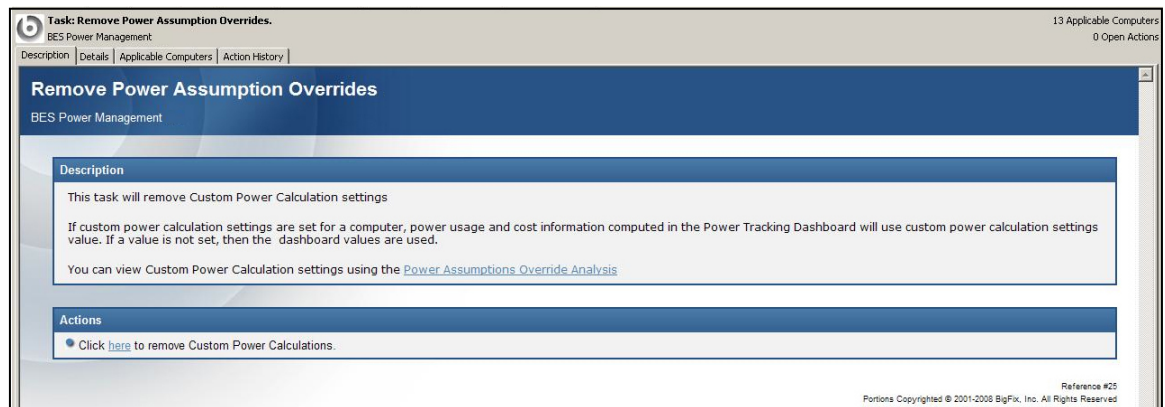 Task: Remove Power Assumption Overrides.
BES Power Management
13 Applicable Computers
0 Open Actions
Description Details Applicable Computers Action History
Remove Power Assumption Overrides
BES Power Management
Description
This task will remove Custom Power Calculation settings
If custom power calculation settings are set for a computer, power usage and cost information computed in the Power Tracking Dashboard will use custom power calculation settings
value. If a value is not set, then the dashboard values are used.
You can view Custom Power Calculation settings using the Power Assumptions Override Analysis
Actions
Click here to remove Custom Power Calculations.
Reference #25
Portions Copyrighted © 2001-2008 BigFix, Inc. All Rights Reserved